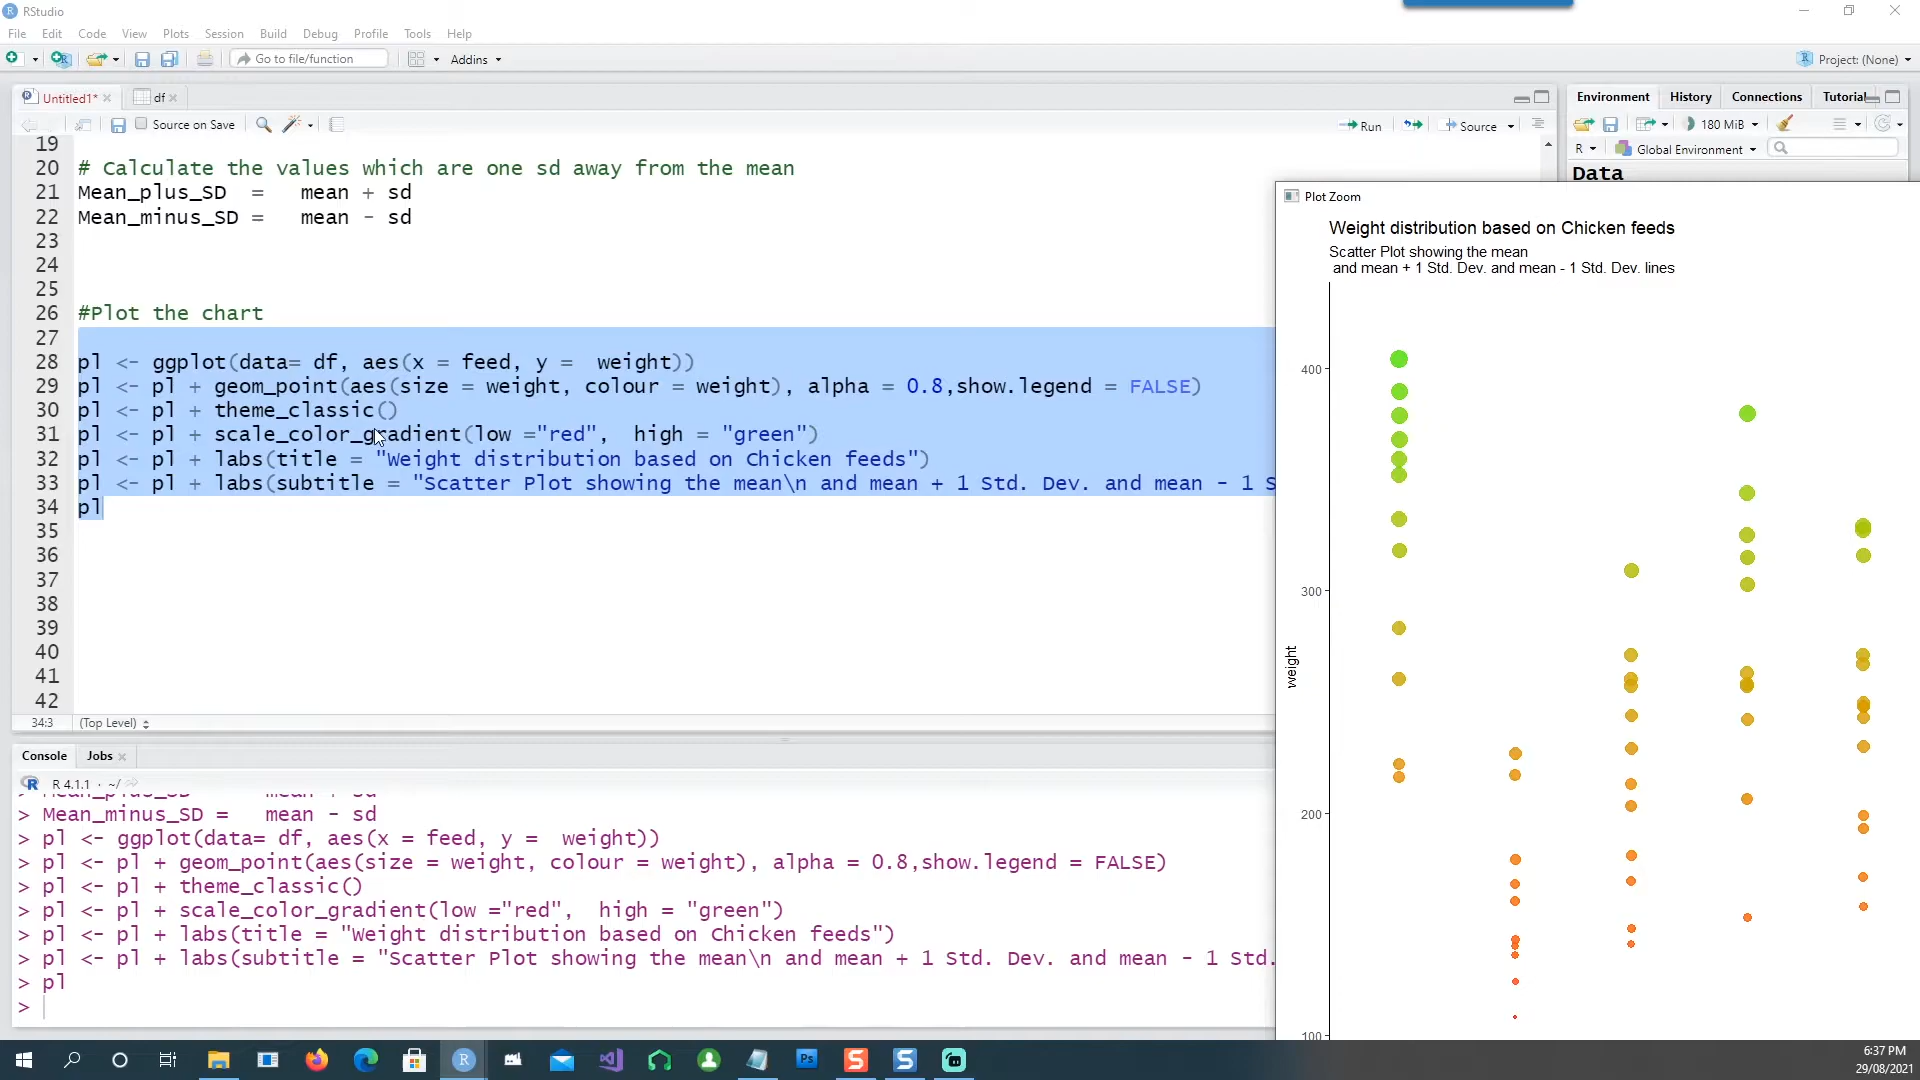 RStudio
File Edit Code View Plots Session Build Debug Profile Tools Help
Go to file/function Addins Project: (None)
Untitled1* df
Source on Save Run Source
19
20 # Calculate the values which are one sd away from the mean
21 Mean_plus_SD = mean + sd
22 Mean_minus_SD = mean - sd
23
24
25
26 #Plot the chart
27
28 pl <- ggplot(data= df, aes(x = feed, y = weight))
29 pl <- pl + geom_point(aes(size = weight, colour = weight), alpha = 0.8,show.legend = FALSE)
30 pl <- pl + theme_classic()
31 pl <- pl + scale_color_gradient(low ="red", high = "green")
32 pl <- pl + labs(title = "Weight distribution based on Chicken feeds")
33 pl <- pl + labs(subtitle = "Scatter Plot showing the mean\n and mean + 1 Std. Dev. and mean - 1 S
34 pl
35
36
37
38
39
40
41
42
34:3 (Top Level)
Console Jobs
R 4.1.1 · ~/
> Mean_plus_SD = mean + sd
> Mean_minus_SD = mean - sd
> pl <- ggplot(data= df, aes(x = feed, y = weight))
> pl <- pl + geom_point(aes(size = weight, colour = weight), alpha = 0.8,show.legend = FALSE)
> pl <- pl + theme_classic()
> pl <- pl + scale_color_gradient(low ="red", high = "green")
> pl <- pl + labs(title = "Weight distribution based on Chicken feeds")
> pl <- pl + labs(subtitle = "Scatter Plot showing the mean\n and mean + 1 Std. Dev. and mean - 1 Std.
> pl
>
Environment History Connections Tutorial
180 MiB
R Global Environment
Data
Plot Zoom
Weight distribution based on Chicken feeds
Scatter Plot showing the mean
and mean + 1 Std. Dev. and mean - 1 Std. Dev. lines
400
300
weight
200
100
Ps
6:37 PM
29/08/2021